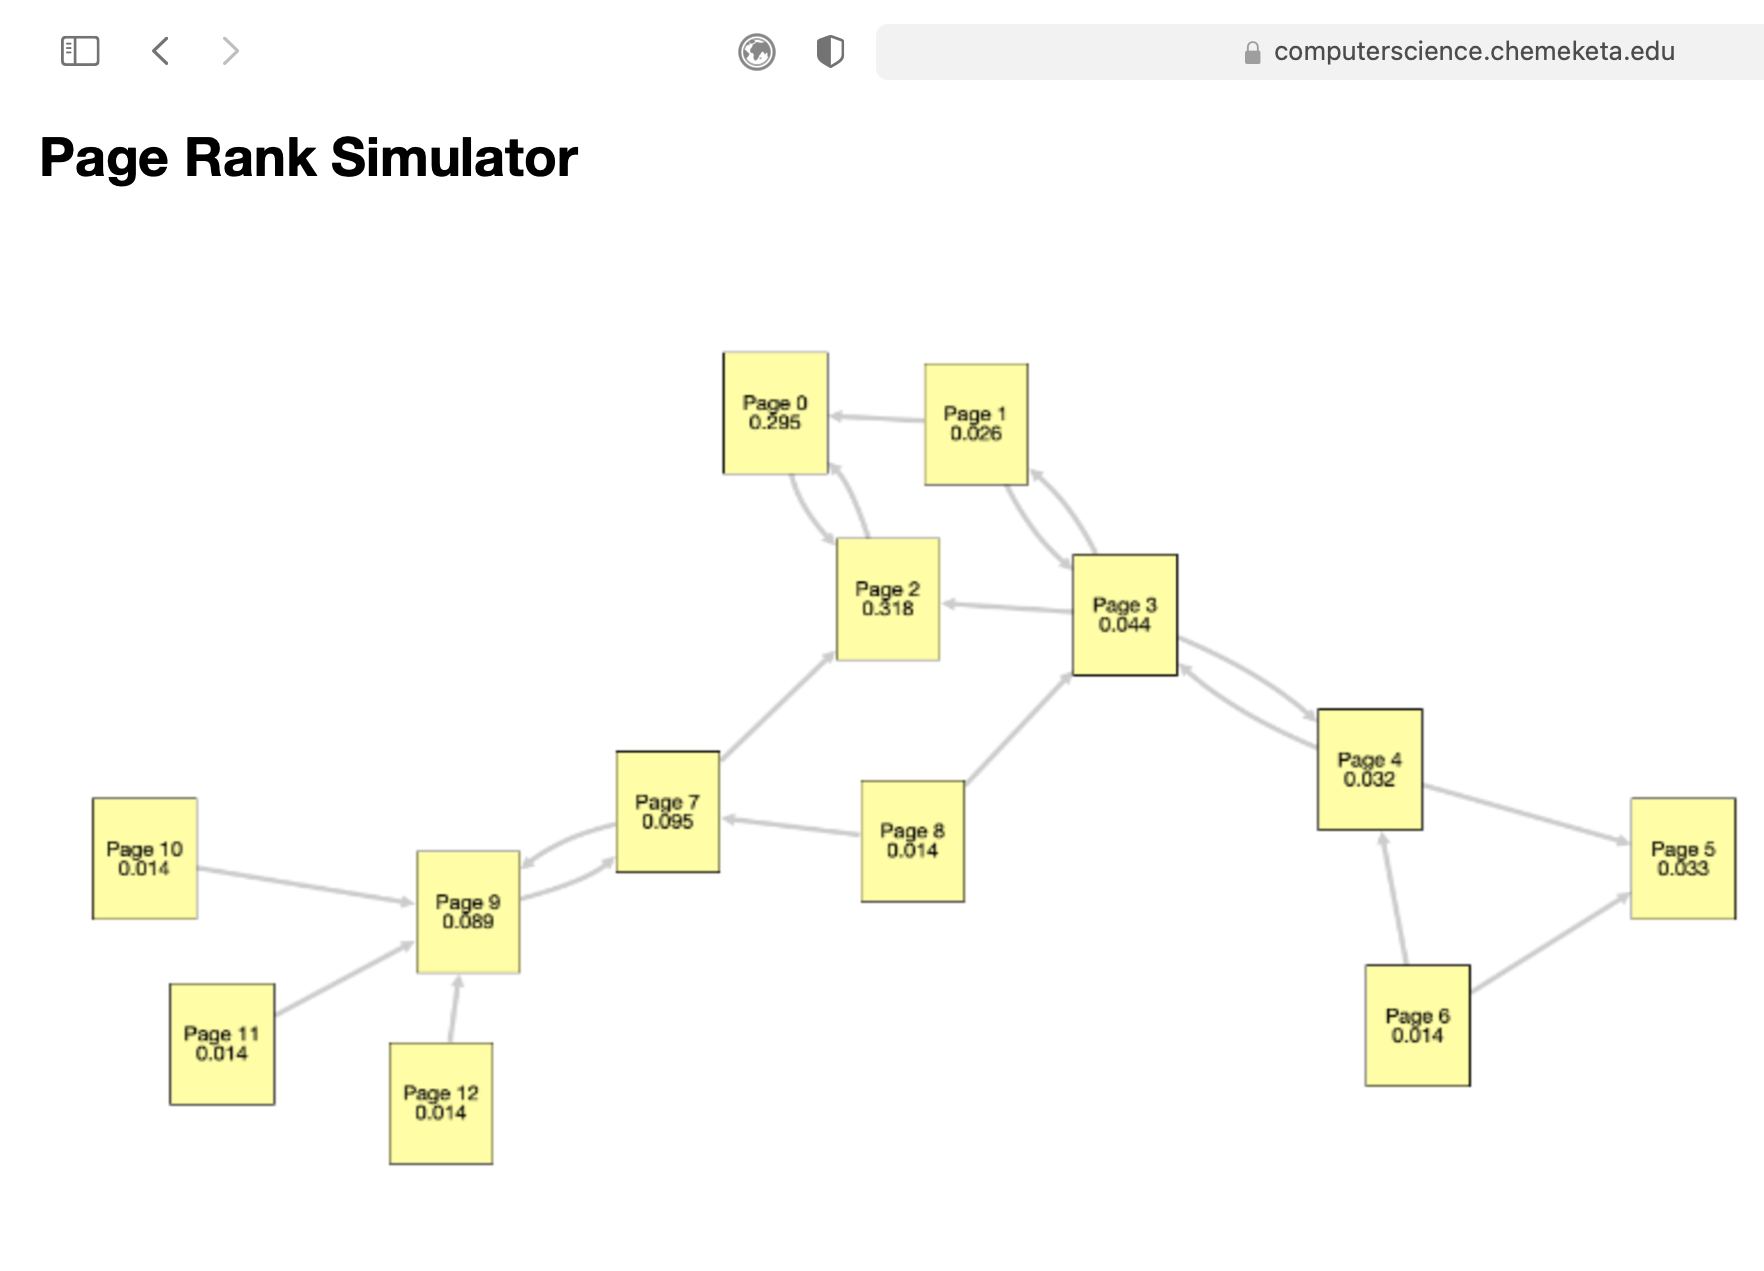 computerscience.chemeketa.edu
Page Rank Simulator
Page 0
0.295
Page 1
0.026
Page 2
0.318
Page 3
0.044
Page 4
0.032
Page 7
0.095
Page 8
0.014
Page 10
0.014
Page 5
0.033
Page 9
0.089
Page 11
0.014
Page 6
0.014
Page 12
0.014